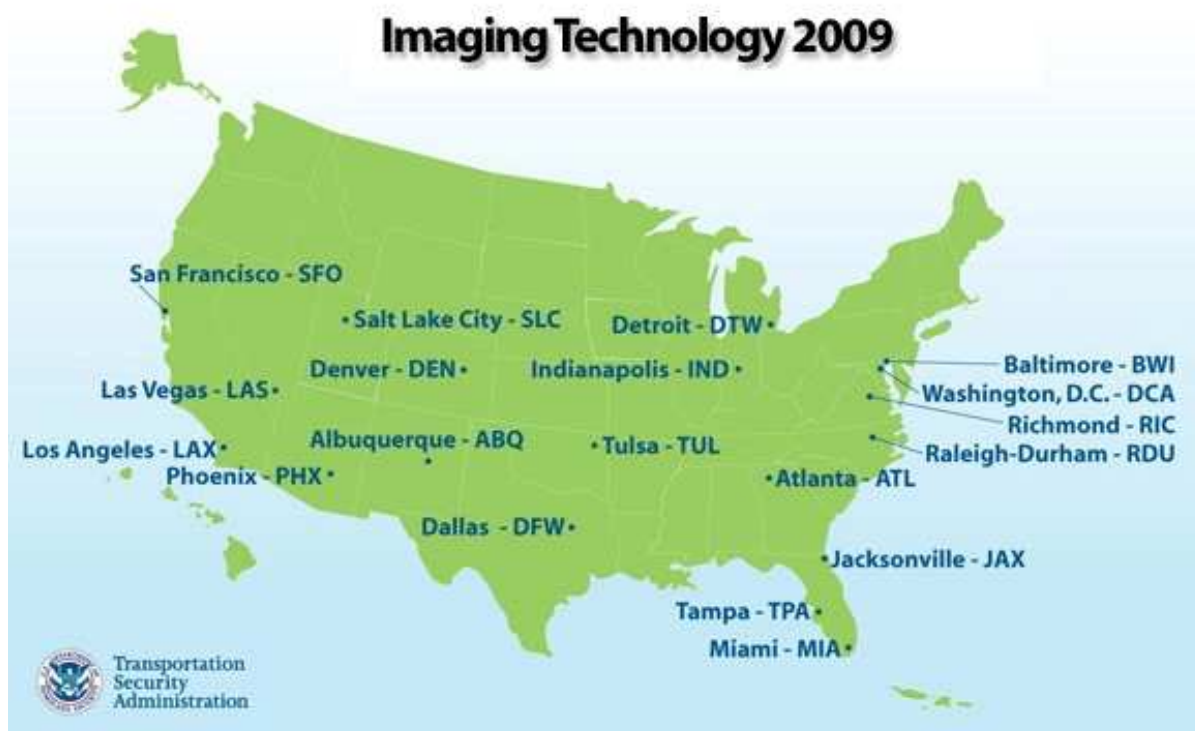 Imaging Technology 2009
San Francisco - SFO
Salt Lake City - SLC
Detroit - DTW
Denver - DEN
Indianapolis - IND
Baltimore - BWI
Las Vegas - LAS
Washington, D.C. - DCA
Richmond - RIC
Albuquerque - ABQ
Tulsa - TUL
Los Angeles - LAX
Raleigh-Durham - RDU
Phoenix - PHX
Atlanta - ATL
Dallas - DFW
Jacksonville - JAX
Tampa - TPA
Miami - MIA
Transportation
Security
Administration